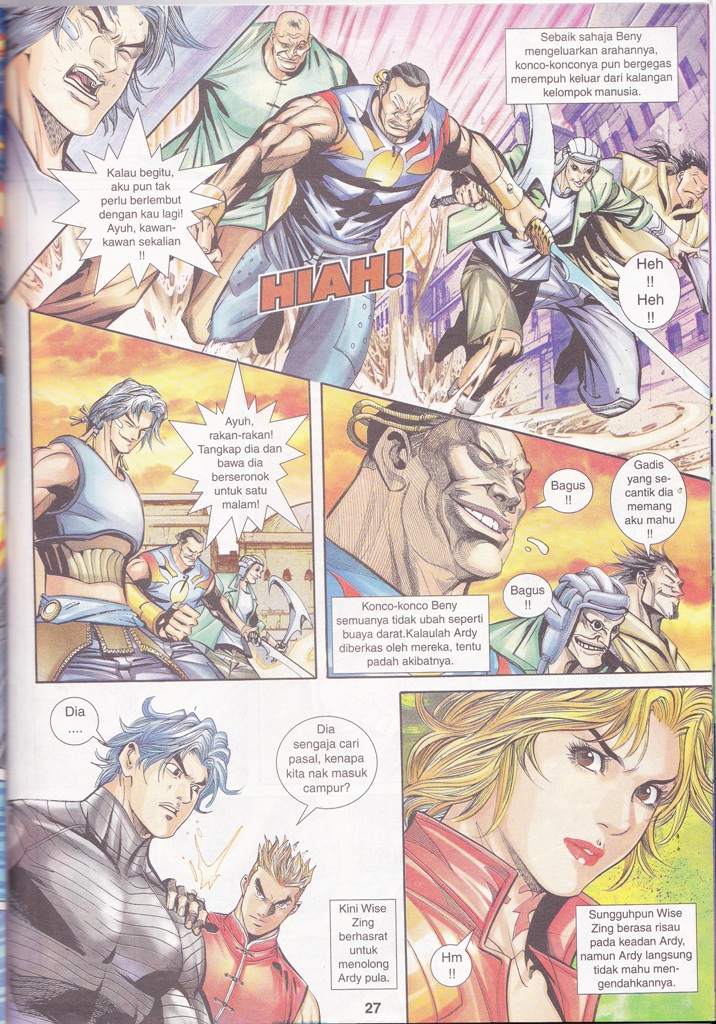 Sebaik sahaja Beny
mengeluarkan arahannya,
konco-konconya pun bergegas
merempuh keluar dari kalangan
kelompok manusia.
Kalau begitu,
aku pun tak
perlu berlembut
dengan kau lagi!
Ayuh, kawan-
kawan sekalian
!!
HIAH!
Heh
!!
Heh
!!
Ayuh,
rakan-rakan!
Tangkap dia dan
bawa dia
berseronok
untuk satu
malam!
Bagus
!!
Gadis
yang se-
cantik dia
memang
aku mahu
!!
Bagus
!!
Konco-konco Beny
semuanya tidak ubah seperti
buaya darat.Kalaulah Ardy
diberkas oleh mereka, tentu
padah akibatnya.
Dia
....
Dia
sengaja cari
pasal, kenapa
kita nak masuk
campur?
Kini Wise
Zing
berhasrat
untuk
menolong
Ardy pula.
Hm
!!
Sungguhpun Wise
Zing berasa risau
pada keadan Ardy,
namun Ardy langsung
tidak mahu men-
gendahkannya.
27